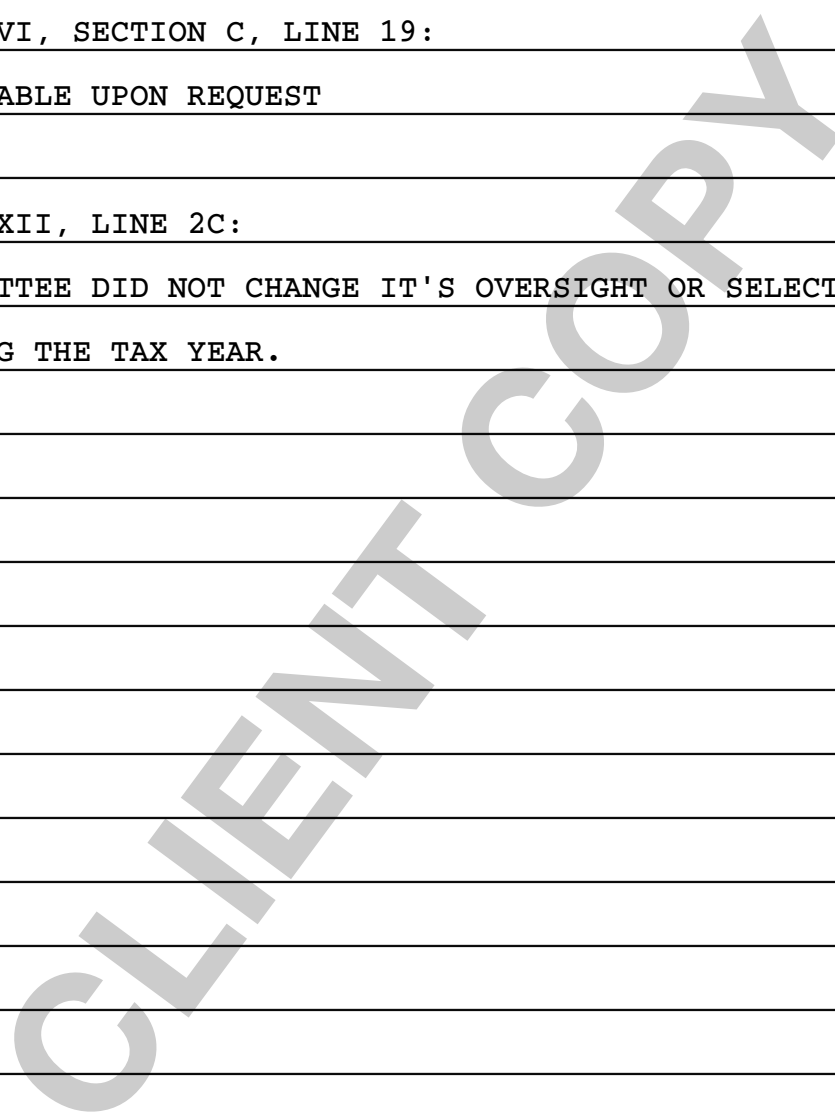 VI, SECTION C, LINE 19:
ABLE UPON REQUEST
XII, LINE 2C:
TTEE DID NOT CHANGE IT'S OVERSIGHT OR SELECT
G THE TAX YEAR.
CLIENT COPY